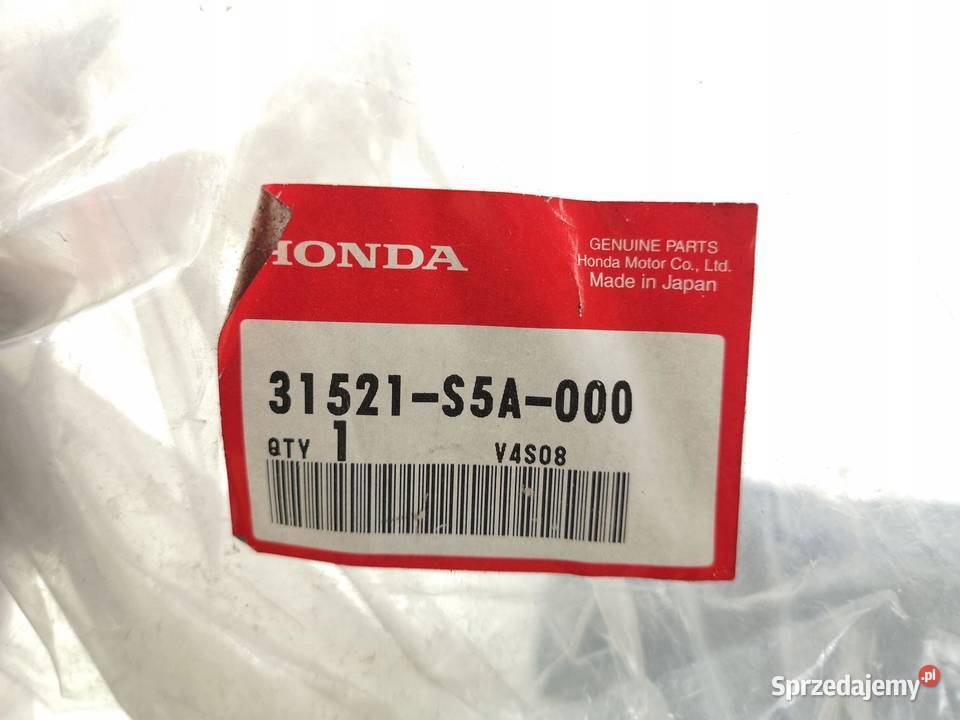 HONDA
GENUINE PARTS
Honda Motor Co., Ltd.
Made in Japan
31521-S5A-000
QTY 1 V4S08
Sprzedajemy.pl